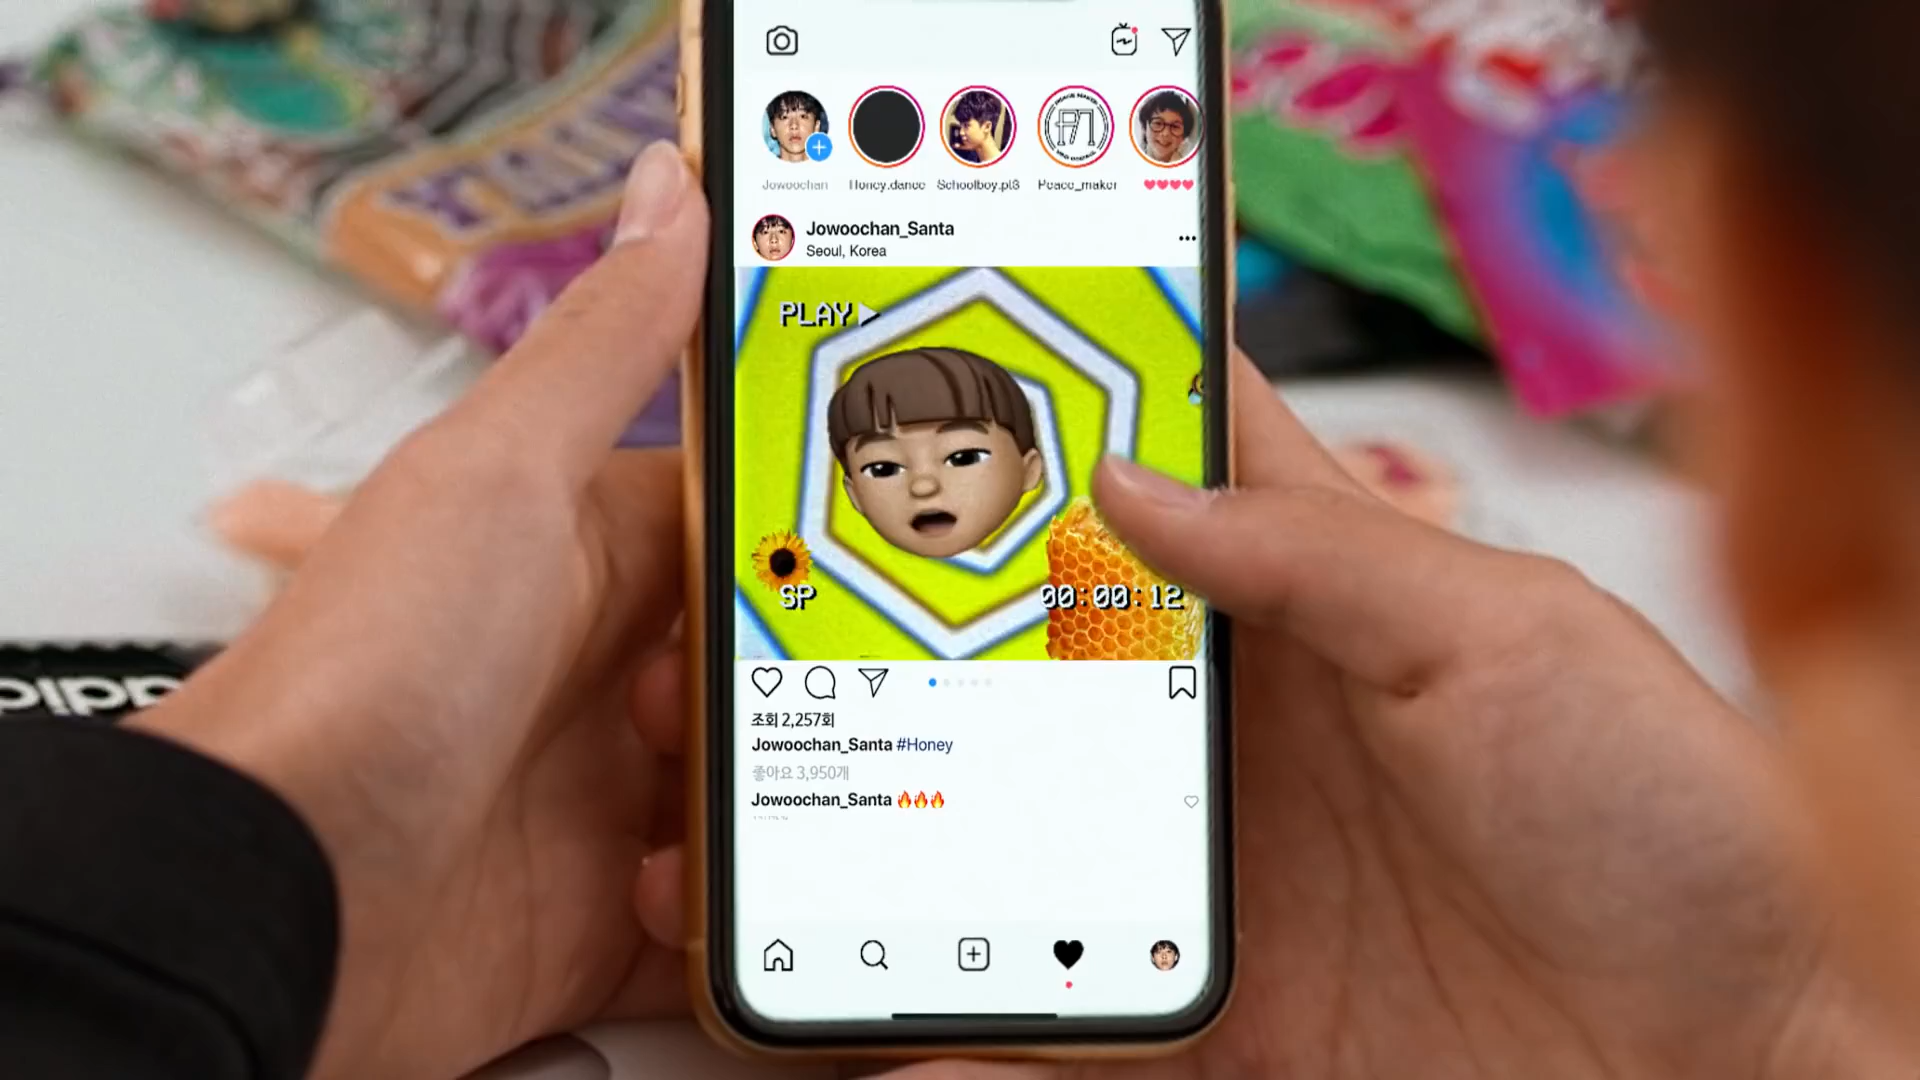 Jowoochan
Honey.dance
Schoolboy.pt3
Peace_maker
Jowoochan_Santa
Seoul, Korea
PLAY
SP
00:00:12
조회 2,257회
Jowoochan_Santa #Honey
좋아요 3,950개
Jowoochan_Santa